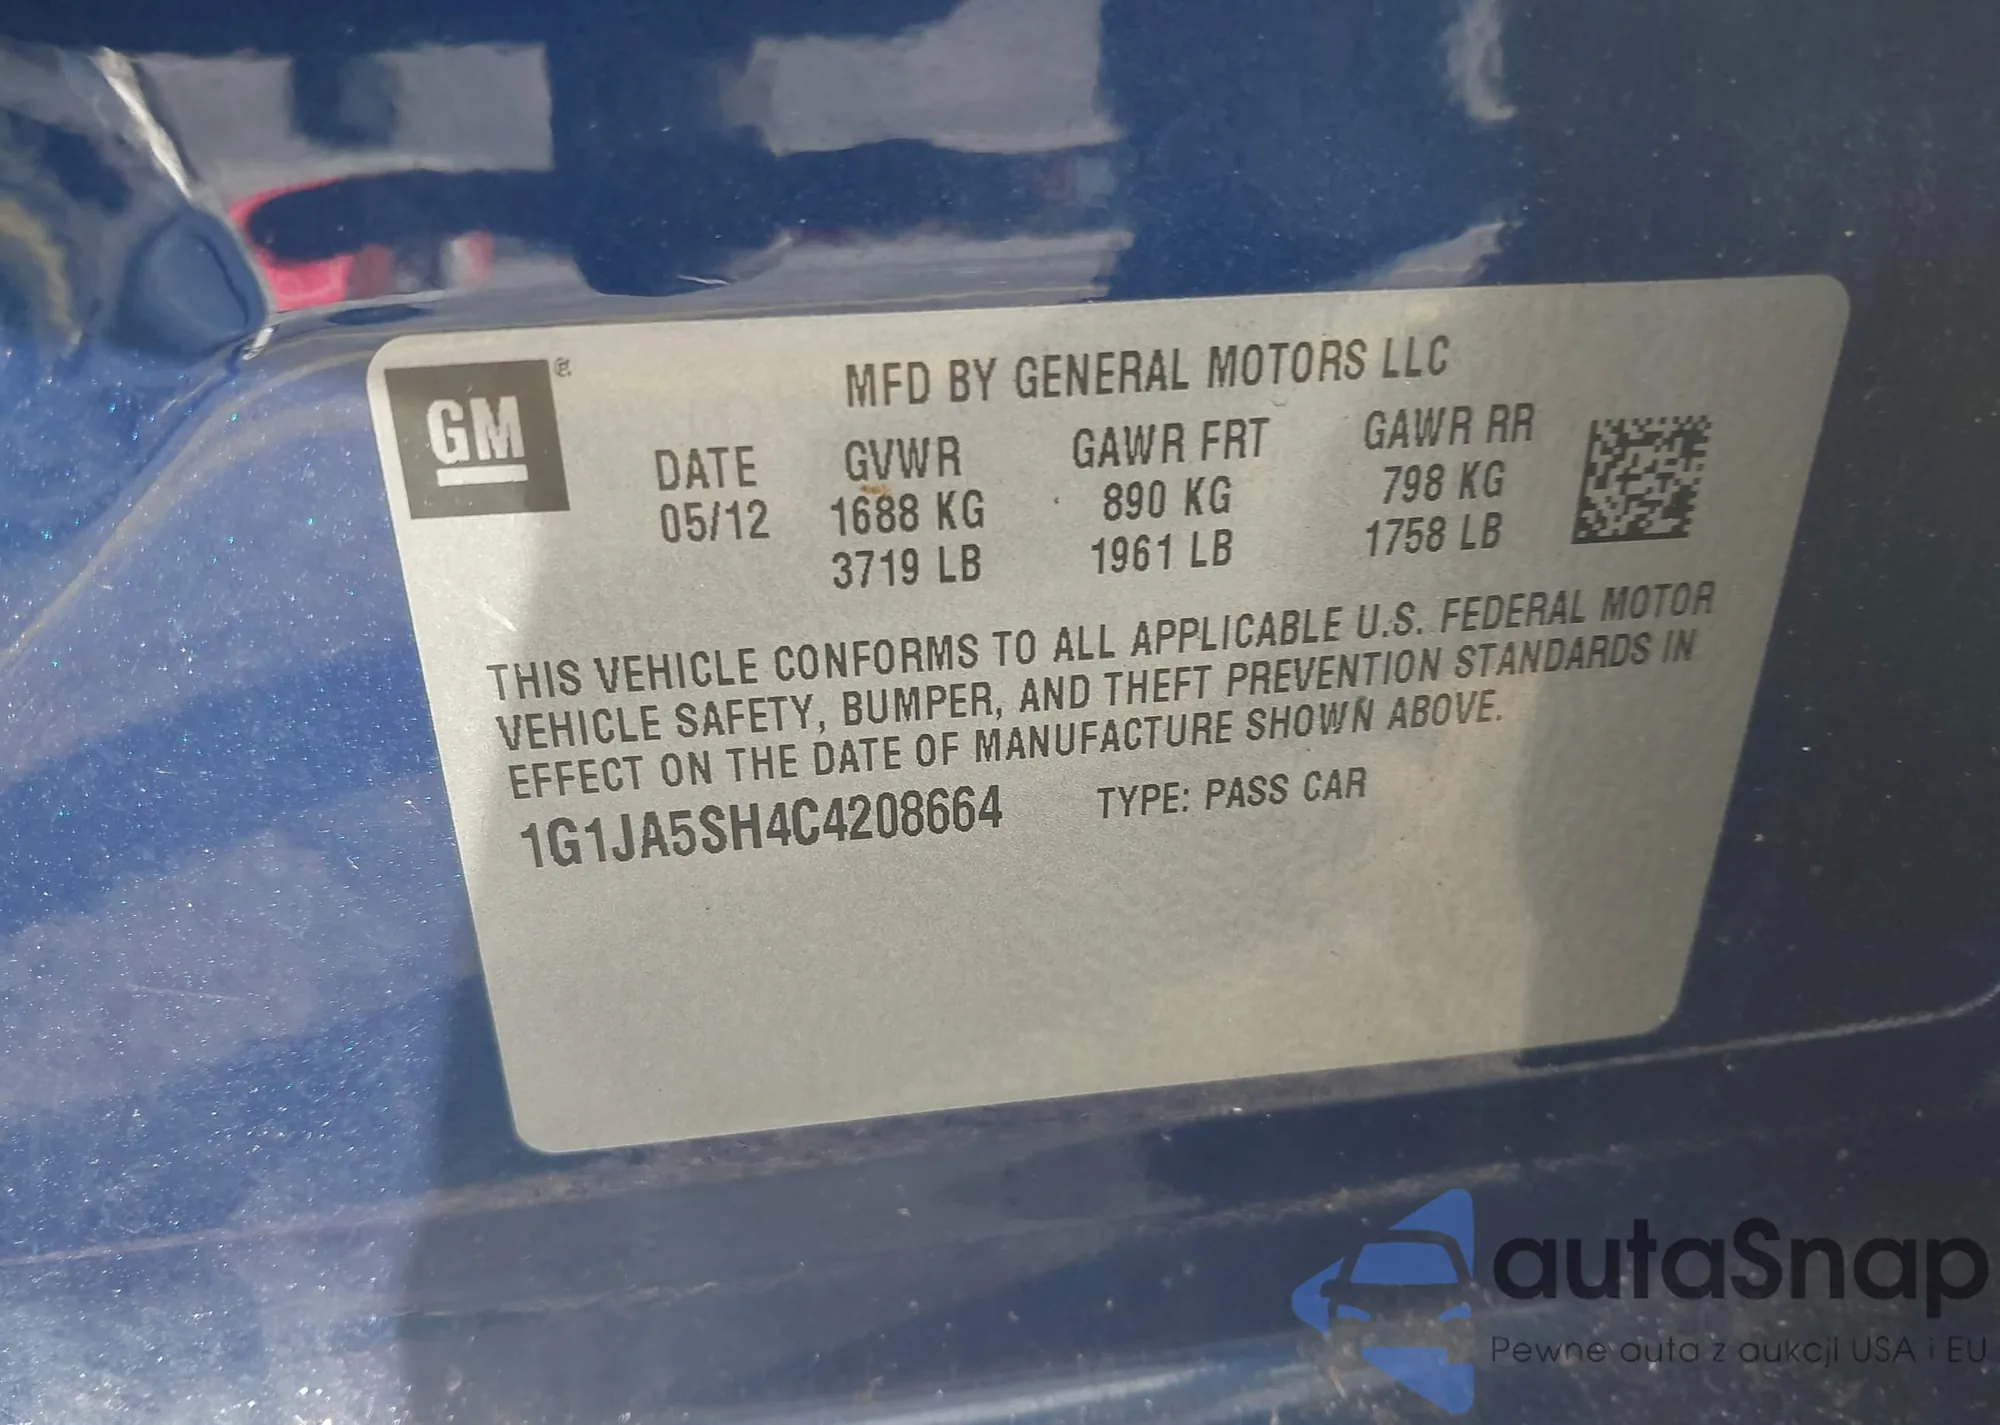 GM ®
MFD BY GENERAL MOTORS LLC
DATE GVWR GAWR FRT GAWR RR
05/12 1688 KG 890 KG 798 KG
3719 LB 1961 LB 1758 LB
THIS VEHICLE CONFORMS TO ALL APPLICABLE U.S. FEDERAL MOTOR
VEHICLE SAFETY, BUMPER, AND THEFT PREVENTION STANDARDS IN
EFFECT ON THE DATE OF MANUFACTURE SHOWN ABOVE.
1G1JA5SH4C4208664 TYPE: PASS CAR
autaSnap
Pewne auta z aukcji USA i EU